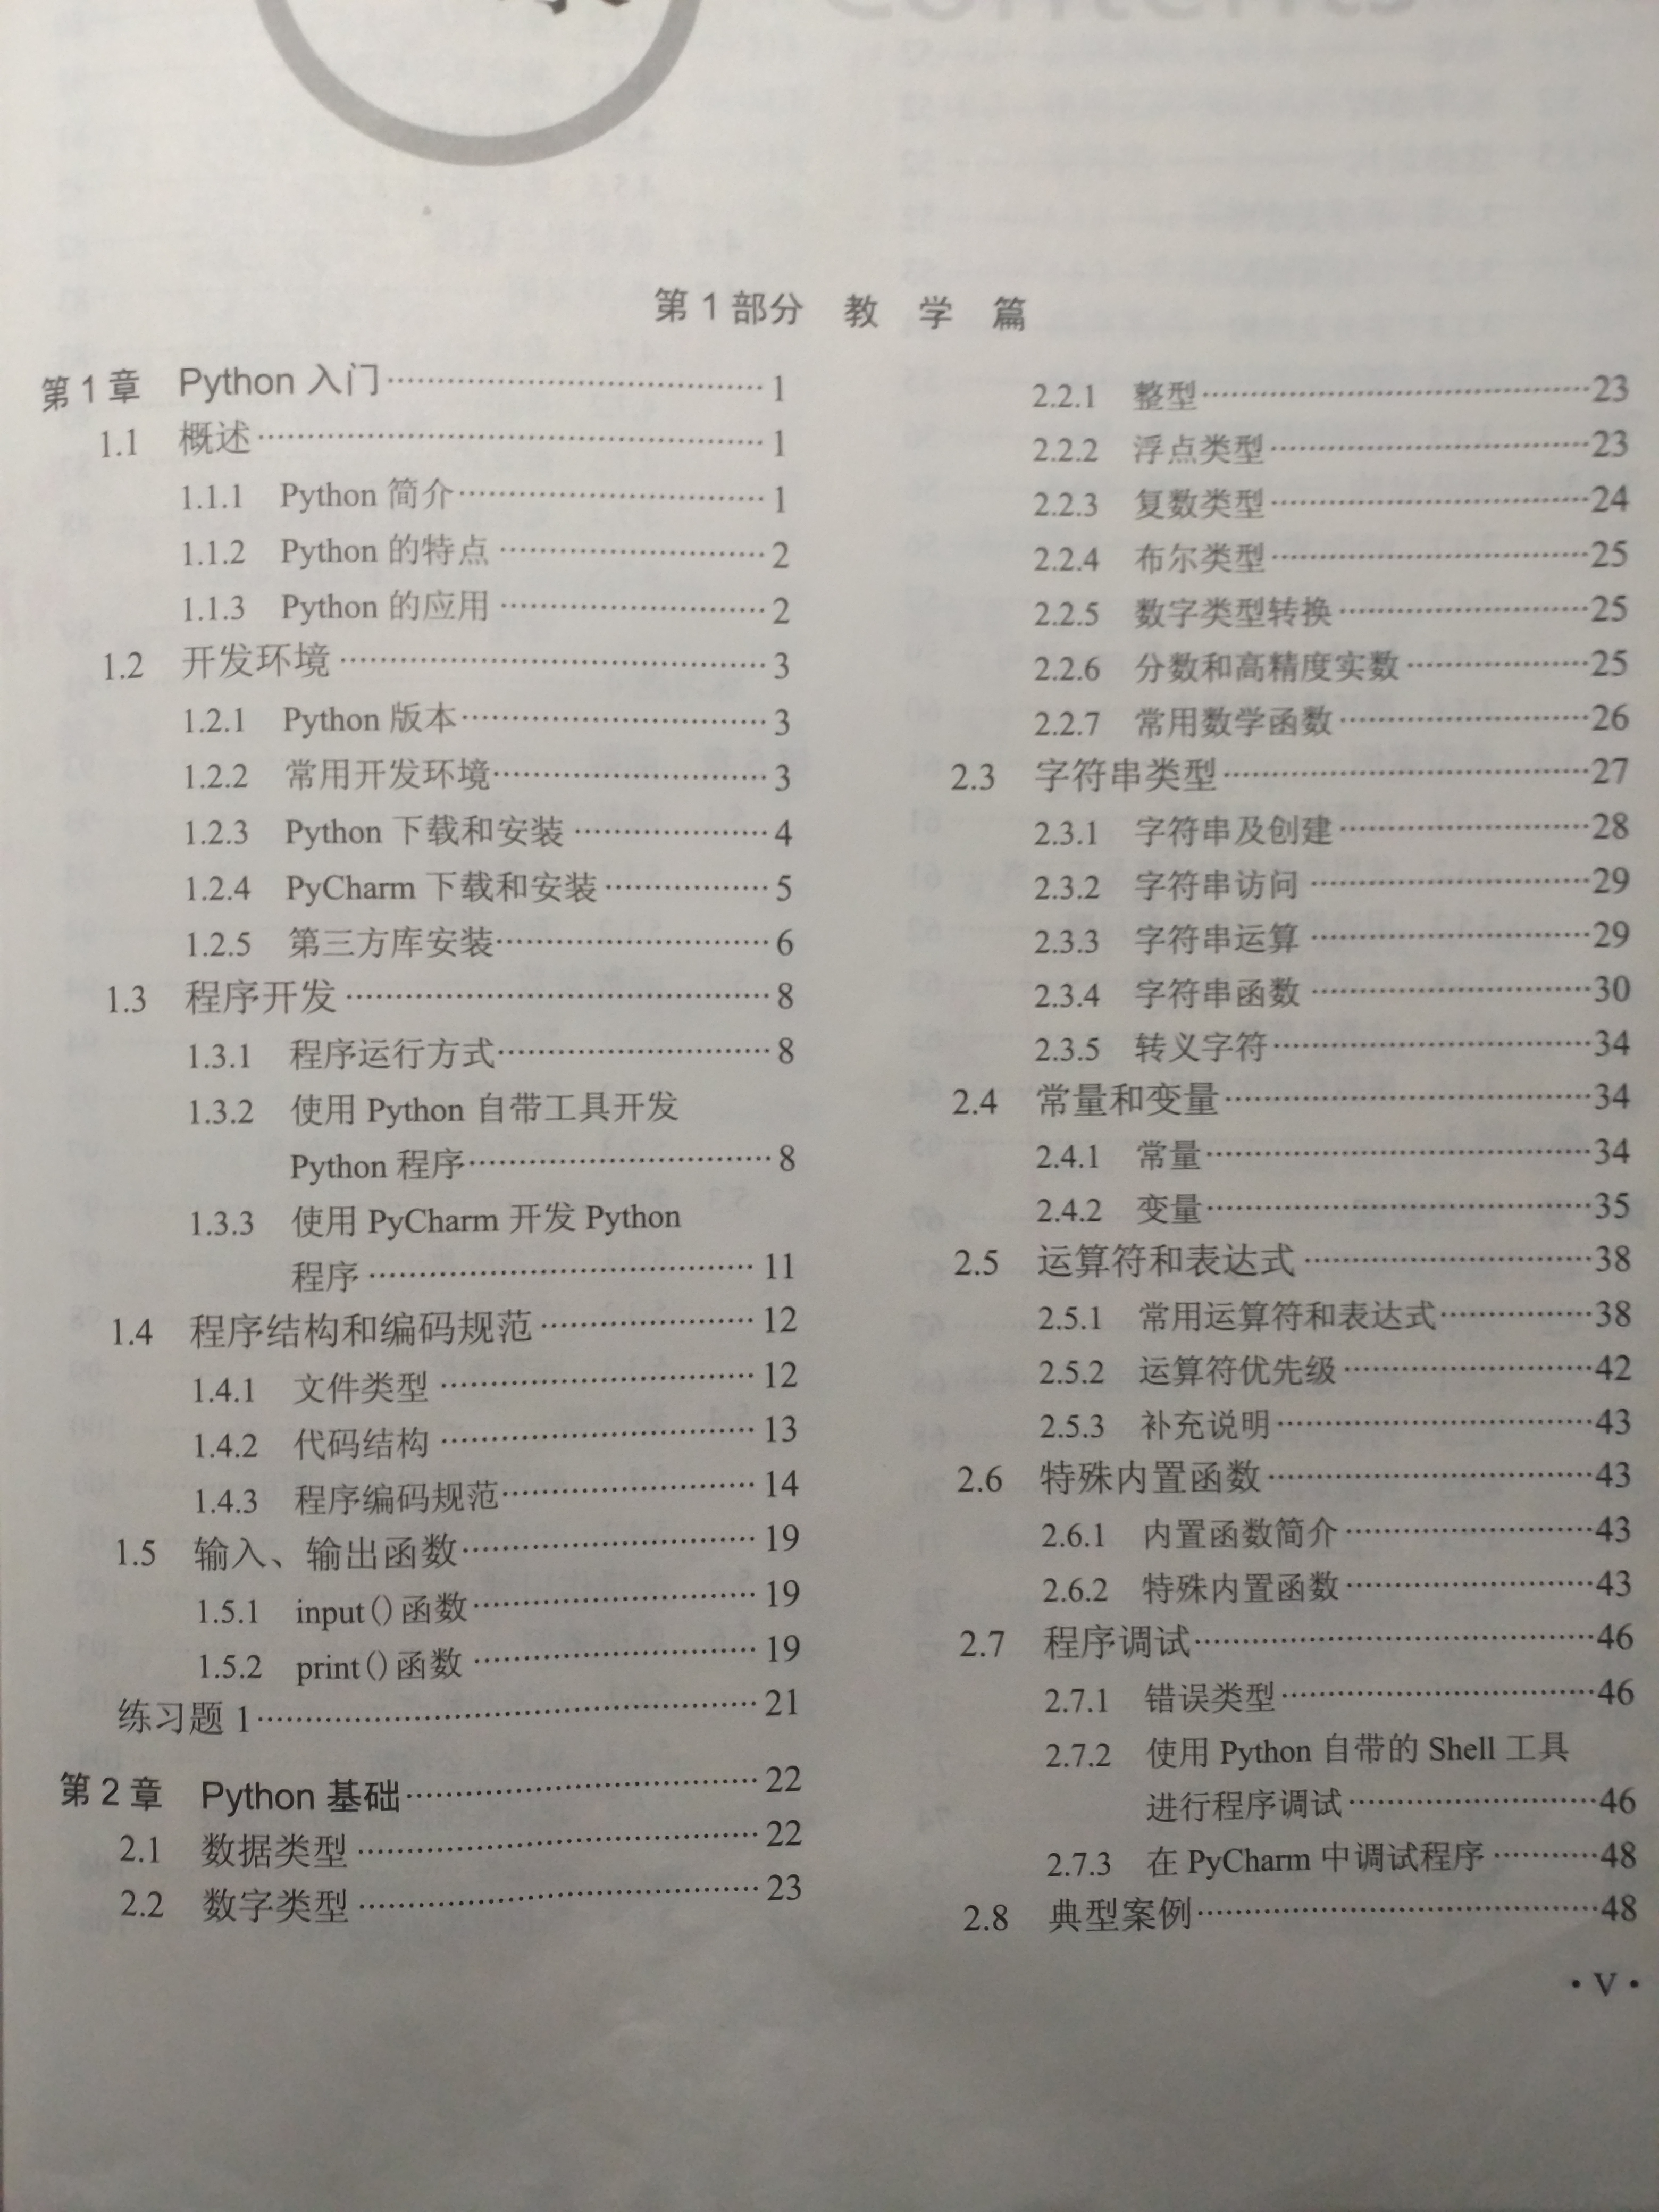 第 1 部分 教 学 篇
第 1 章 Python 入门……1
1.1 概述……1
1.1.1 Python 简介……1
1.1.2 Python 的特点……2
1.1.3 Python 的应用……2
1.2 开发环境……3
1.2.1 Python 版本……3
1.2.2 常用开发环境……3
1.2.3 Python 下载和安装……4
1.2.4 PyCharm 下载和安装……5
1.2.5 第三方库安装……6
1.3 程序开发……8
1.3.1 程序运行方式……8
1.3.2 使用 Python 自带工具开发
Python 程序……8
1.3.3 使用 PyCharm 开发 Python
程序……11
1.4 程序结构和编码规范……12
1.4.1 文件类型……12
1.4.2 代码结构……13
1.4.3 程序编码规范……14
1.5 输入、输出函数……19
1.5.1 input()函数……19
1.5.2 print()函数……19
练习题 1……21
第 2 章 Python 基础……22
2.1 数据类型……22
2.2 数字类型……23
2.2.1 整型……23
2.2.2 浮点类型……23
2.2.3 复数类型……24
2.2.4 布尔类型……25
2.2.5 数字类型转换……25
2.2.6 分数和高精度实数……25
2.2.7 常用数学函数……26
2.3 字符串类型……27
2.3.1 字符串及创建……28
2.3.2 字符串访问……29
2.3.3 字符串运算……29
2.3.4 字符串函数……30
2.3.5 转义字符……34
2.4 常量和变量……34
2.4.1 常量……34
2.4.2 变量……35
2.5 运算符和表达式……38
2.5.1 常用运算符和表达式……38
2.5.2 运算符优先级……42
2.5.3 补充说明……43
2.6 特殊内置函数……43
2.6.1 内置函数简介……43
2.6.2 特殊内置函数……43
2.7 程序调试……46
2.7.1 错误类型……46
2.7.2 使用 Python 自带的 Shell 工具
进行程序调试……46
2.7.3 在 PyCharm 中调试程序……48
2.8 典型案例……48
• V •